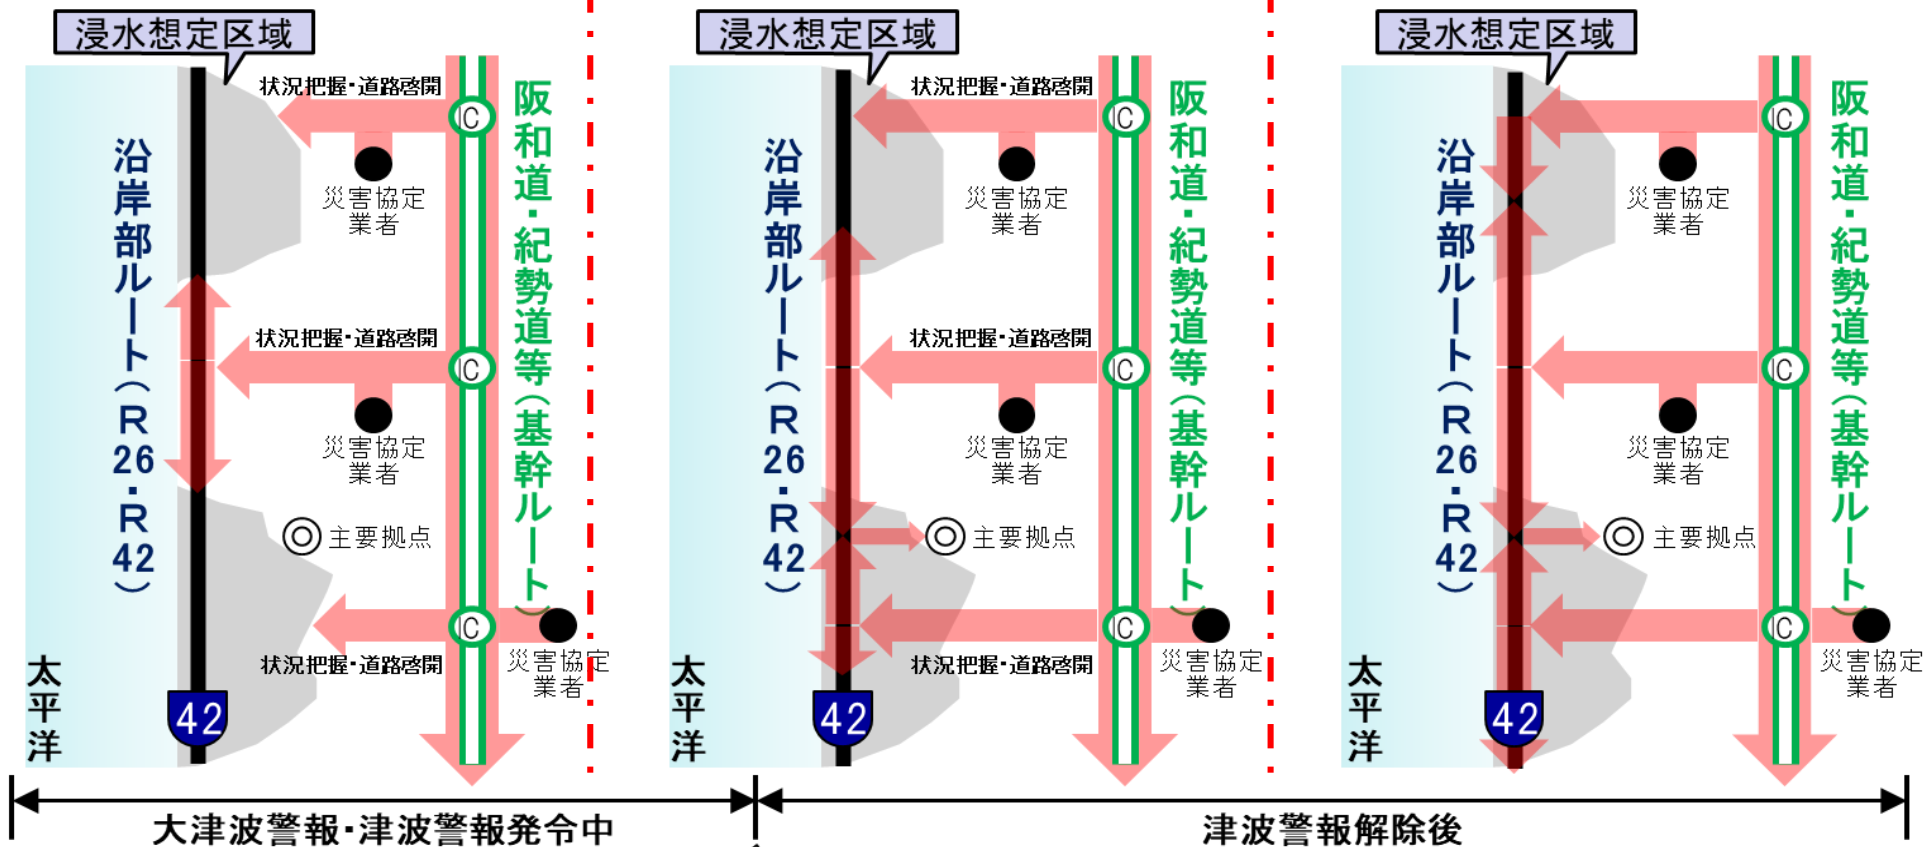 浸水想定区域
状況把握・道路啓開
IC
災害協定
業者
沿岸部ルート（R26・R42）
阪和道・紀勢道等（基幹ルート）
状況把握・道路啓開
IC
災害協定
業者
主要拠点
IC
状況把握・道路啓開
災害協定
業者
太平洋
42
浸水想定区域
状況把握・道路啓開
IC
災害協定
業者
沿岸部ルート（R26・R42）
阪和道・紀勢道等（基幹ルート）
状況把握・道路啓開
IC
災害協定
業者
主要拠点
IC
状況把握・道路啓開
災害協定
業者
太平洋
42
浸水想定区域
IC
災害協定
業者
沿岸部ルート（R26・R42）
阪和道・紀勢道等（基幹ルート）
IC
災害協定
業者
主要拠点
IC
災害協定
業者
太平洋
42
大津波警報・津波警報発令中
津波警報解除後